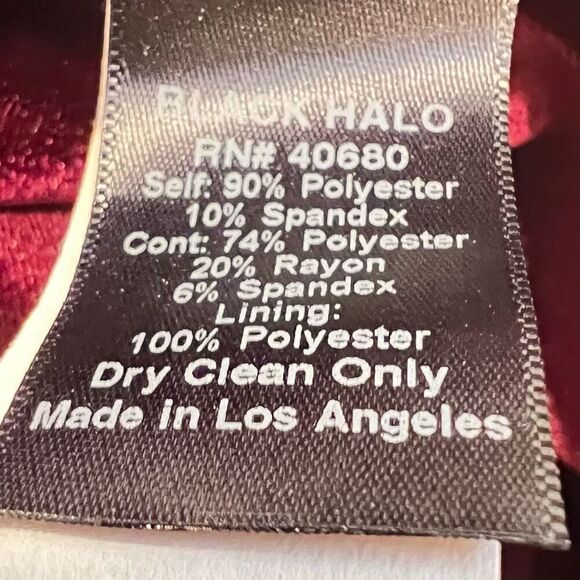 BLACK HALO
RN# 40680
Self: 90% Polyester
10% Spandex
Cont: 74% Polyester
20% Rayon
6% Spandex
Lining:
100% Polyester
Dry Clean Only
Made in Los Angeles